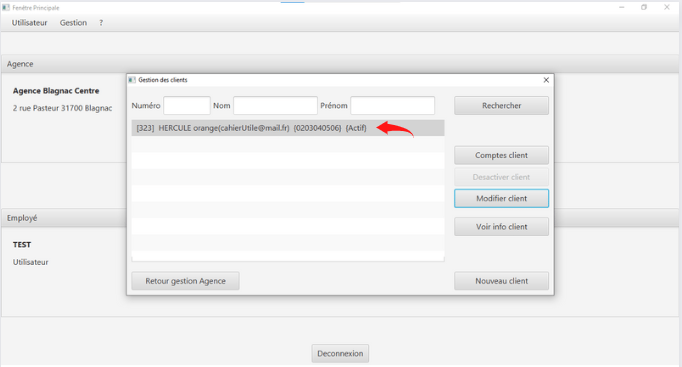 Fenêtre Principale
Utilisateur Gestion ?
Agence
Agence Blagnac Centre
2 rue Pasteur 31700 Blagnac
Gestion des clients
Numéro Nom Prénom Rechercher
[323] HERCULE orange(cahierUtile@mail.fr) {0203040506} {Actif}
Comptes client
Desactiver client
Modifier client
Voir info client
Retour gestion Agence Nouveau client
Employé
TEST
Utilisateur
Deconnexion